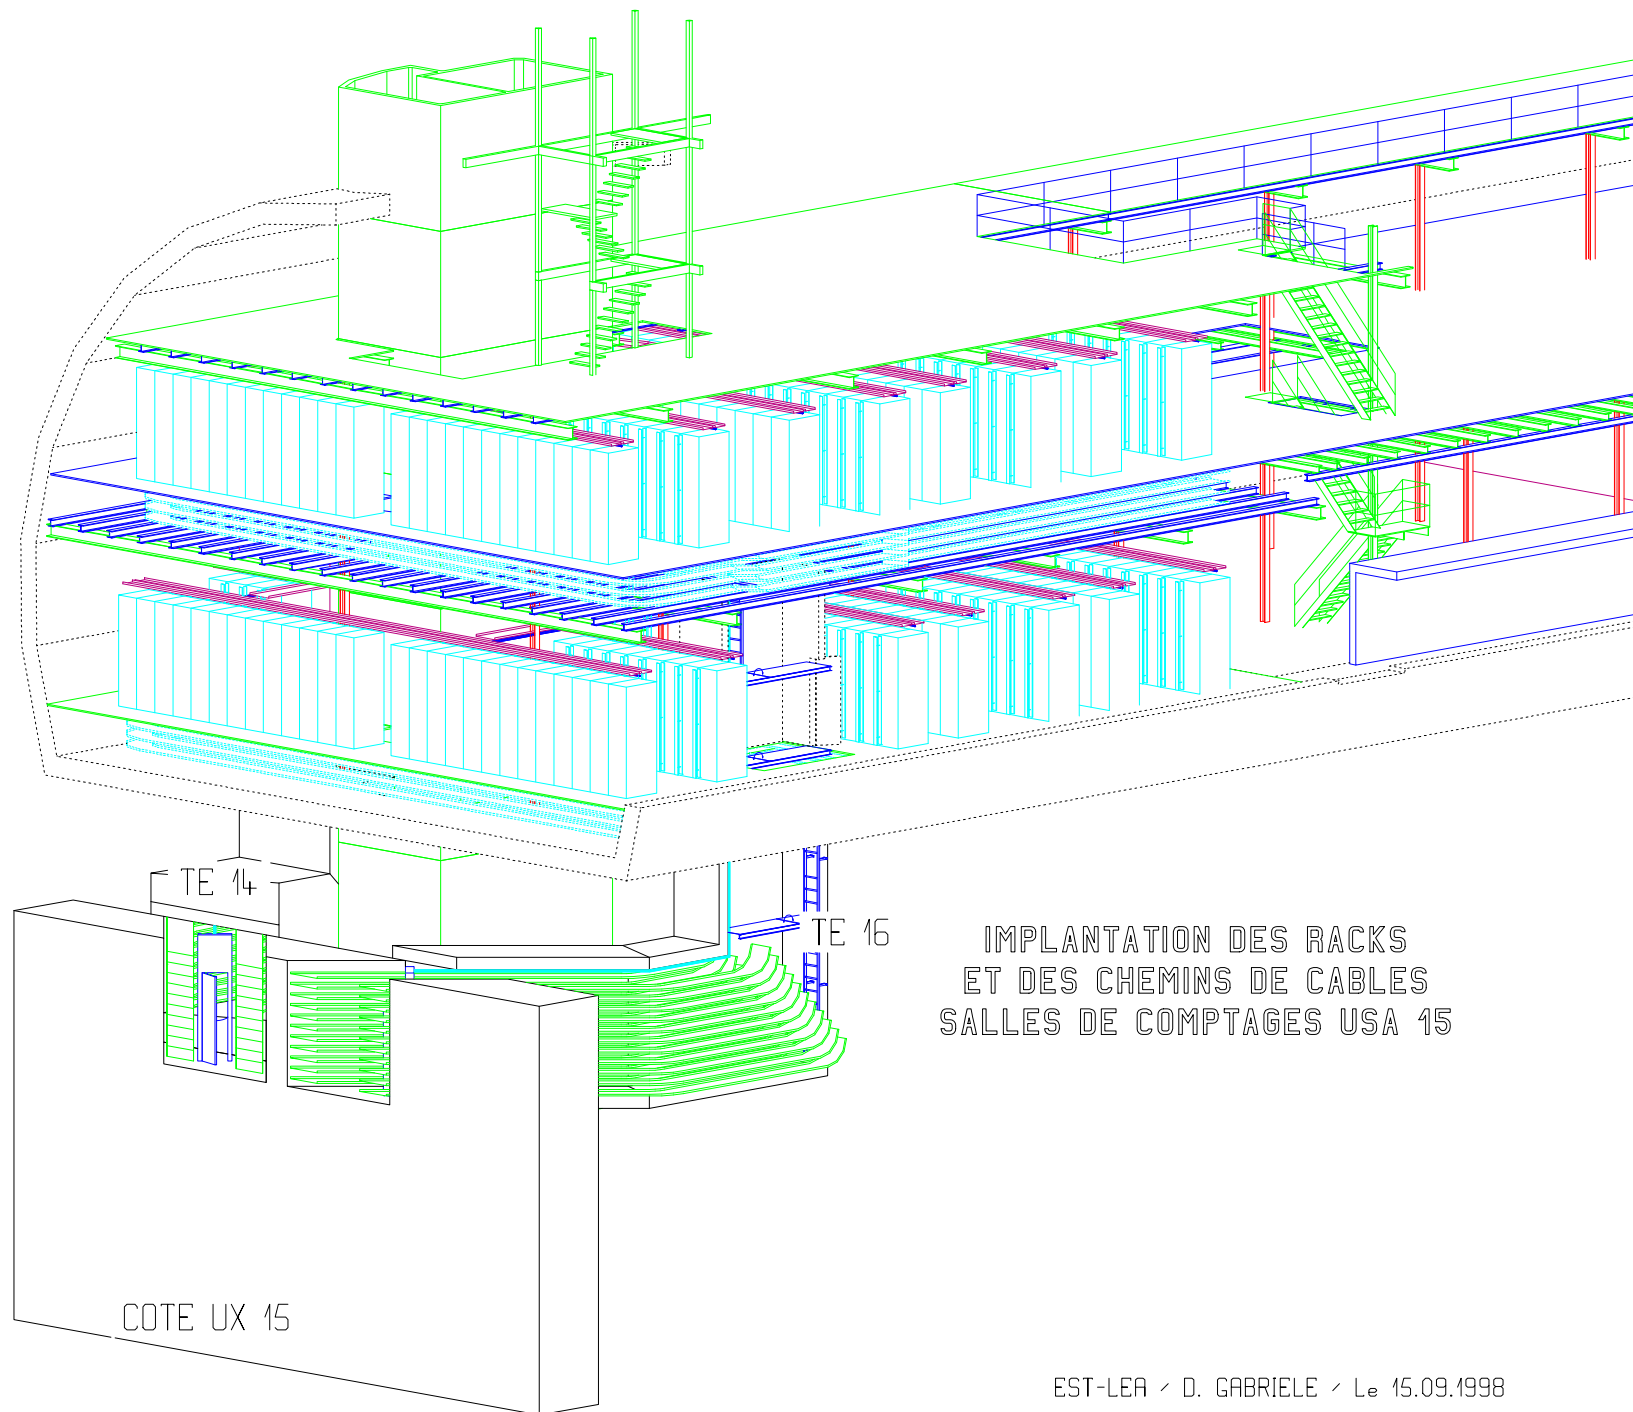 TE 14
TE 16
IMPLANTATION DES RACKS
ET DES CHEMINS DE CABLES
SALLES DE COMPTAGES USA 15
COTE UX 15
EST-LEA / D. GABRIELE / Le 15.09.1998